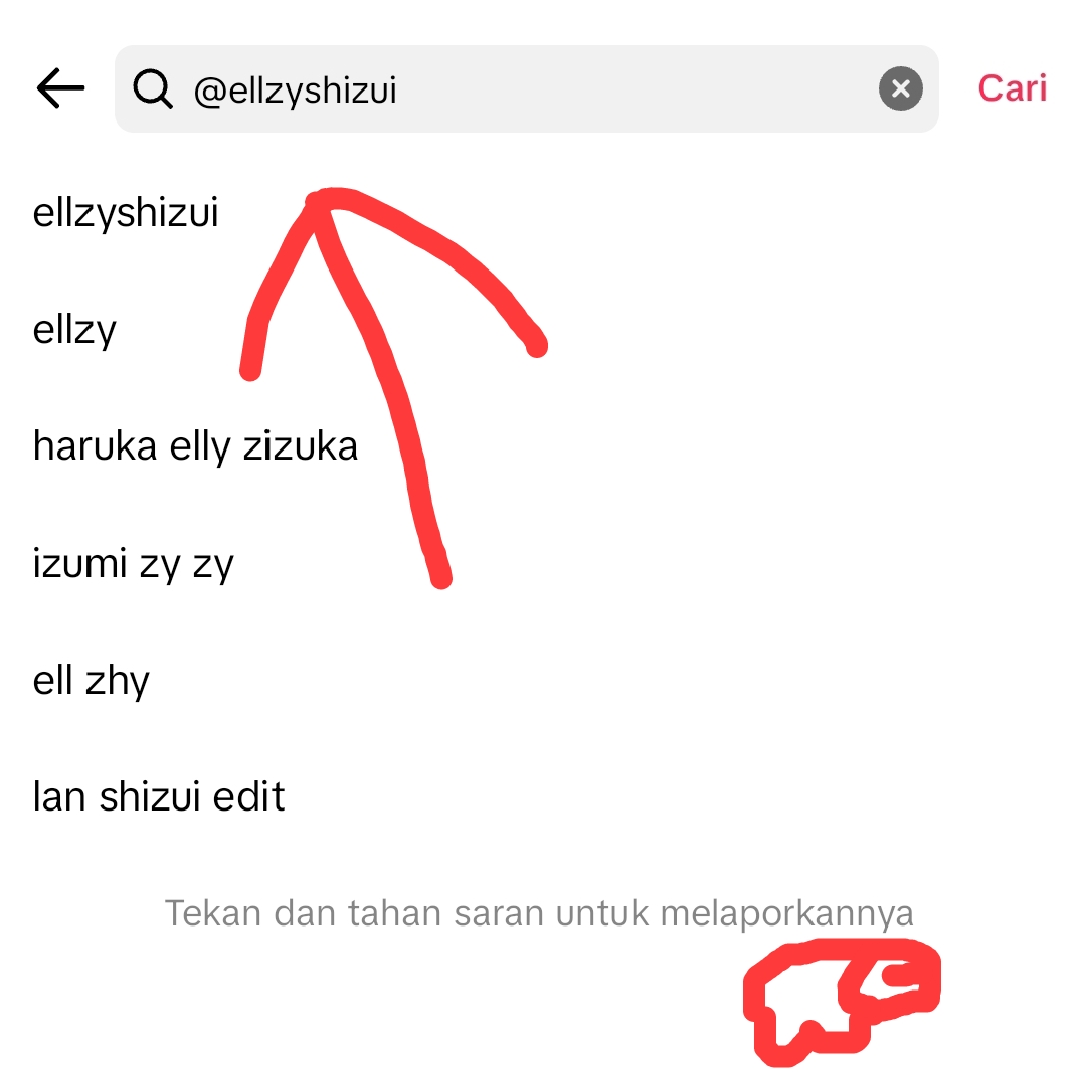 @ellzyshizui Cari
ellzyshizui
ellzy
haruka elly zizuka
izumi zy zy
ell zhy
lan shizui edit
Tekan dan tahan saran untuk melaporkannya